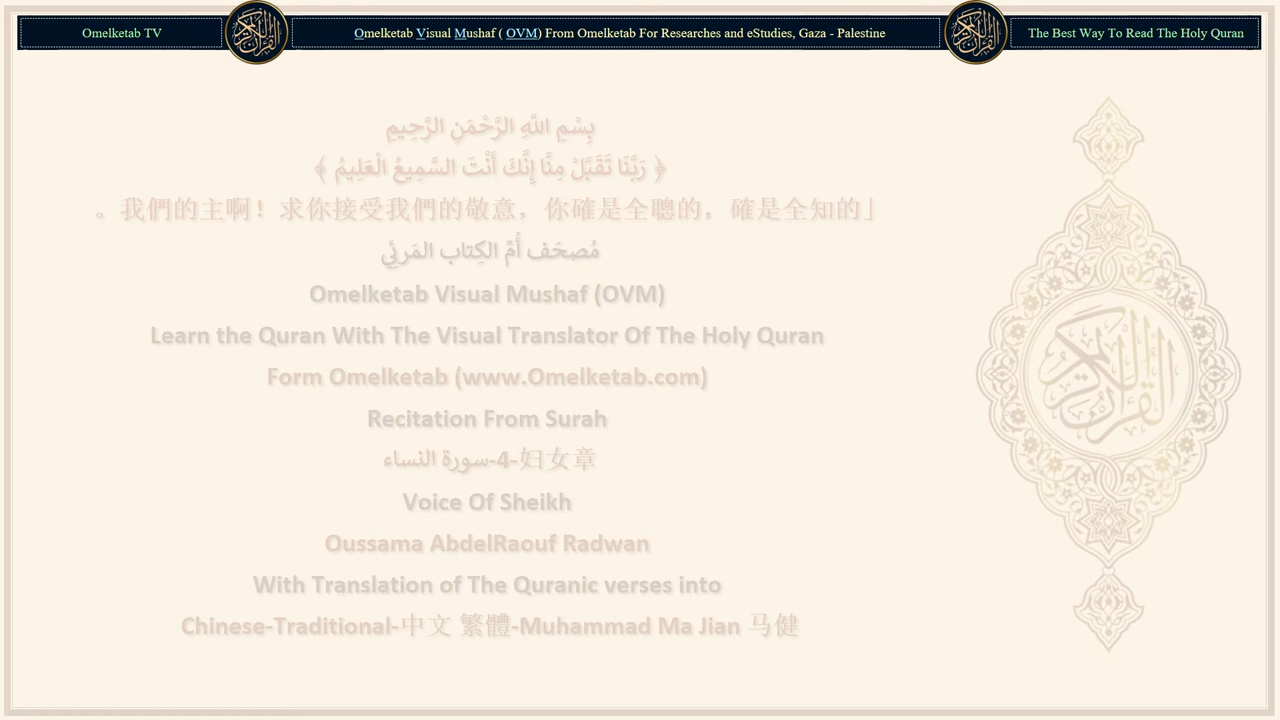 Omelketab TV
Omelketab Visual Mushaf ( OVM) From Omelketab For Researches and eStudies, Gaza - Palestine
The Best Way To Read The Holy Quran
بِسْمِ اللَّهِ الرَّحْمَنِ الرَّحِيمِ
﴿ رَبَّنَا تَقَبَّلْ مِنَّا إِنَّكَ أَنْتَ السَّمِيعُ الْعَلِيمُ ﴾
。我們的主啊！求你接受我們的敬意，你確是全聰的，確是全知的」
مُصحَف أُمِّ الكِتاب المَرئِي
Omelketab Visual Mushaf (OVM)
Learn the Quran With The Visual Translator Of The Holy Quran
Form Omelketab (www.Omelketab.com)
Recitation From Surah
سورة النساء-4-妇女章
Voice Of Sheikh
Oussama AbdelRaouf Radwan
With Translation of The Quranic verses into
Chinese-Traditional-中文 繁體-Muhammad Ma Jian 马健
القرآن الكريم